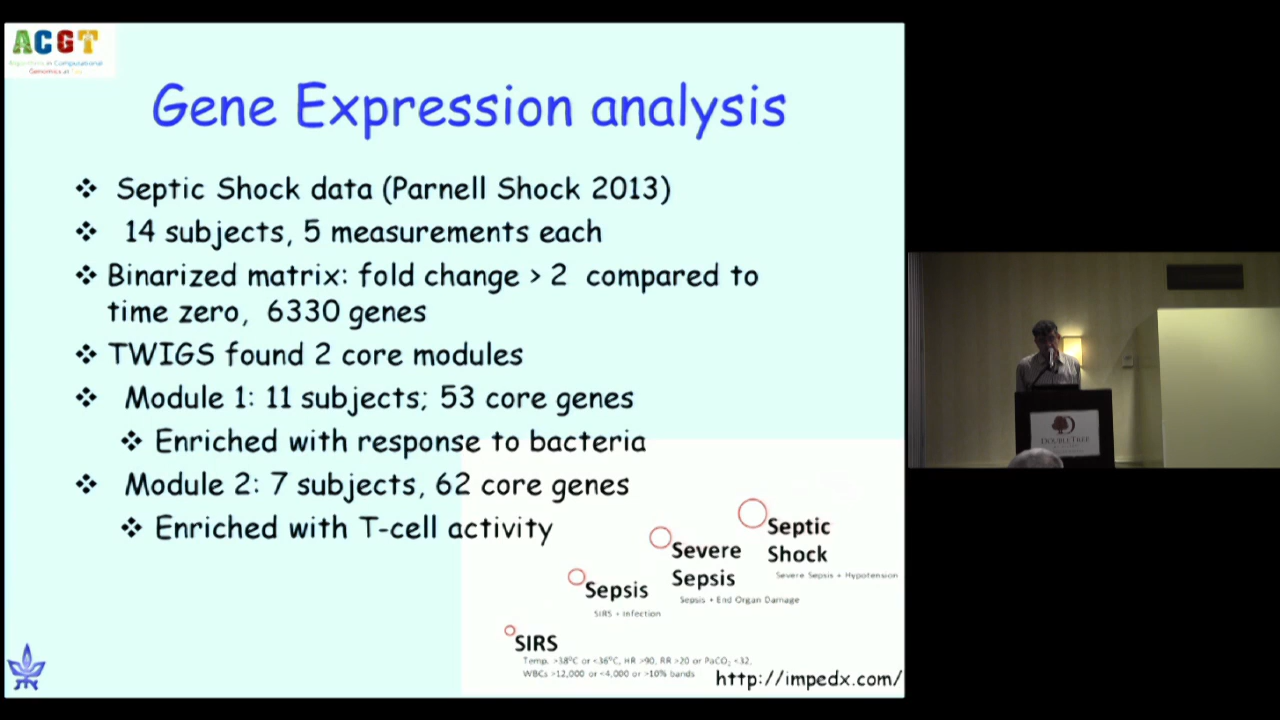 ACGT
Algorithms in Computational
Genomics at Tau
Gene Expression analysis
❖ Septic Shock data (Parnell Shock 2013)
❖ 14 subjects, 5 measurements each
❖ Binarized matrix: fold change > 2 compared to
time zero, 6330 genes
❖ TWIGS found 2 core modules
❖ Module 1: 11 subjects; 53 core genes
❖ Enriched with response to bacteria
❖ Module 2: 7 subjects, 62 core genes
❖ Enriched with T-cell activity
Septic
Shock
Severe Sepsis + Hypotension
Severe
Sepsis
Sepsis + End Organ Damage
Sepsis
SIRS + Infection
SIRS
Temp. >38°C or <36°C, HR >90, RR >20 or PaCO₂ <32,
WBCs >12,000 or <4,000 or >10% bands
http://impedx.com/
DOUBLETREE